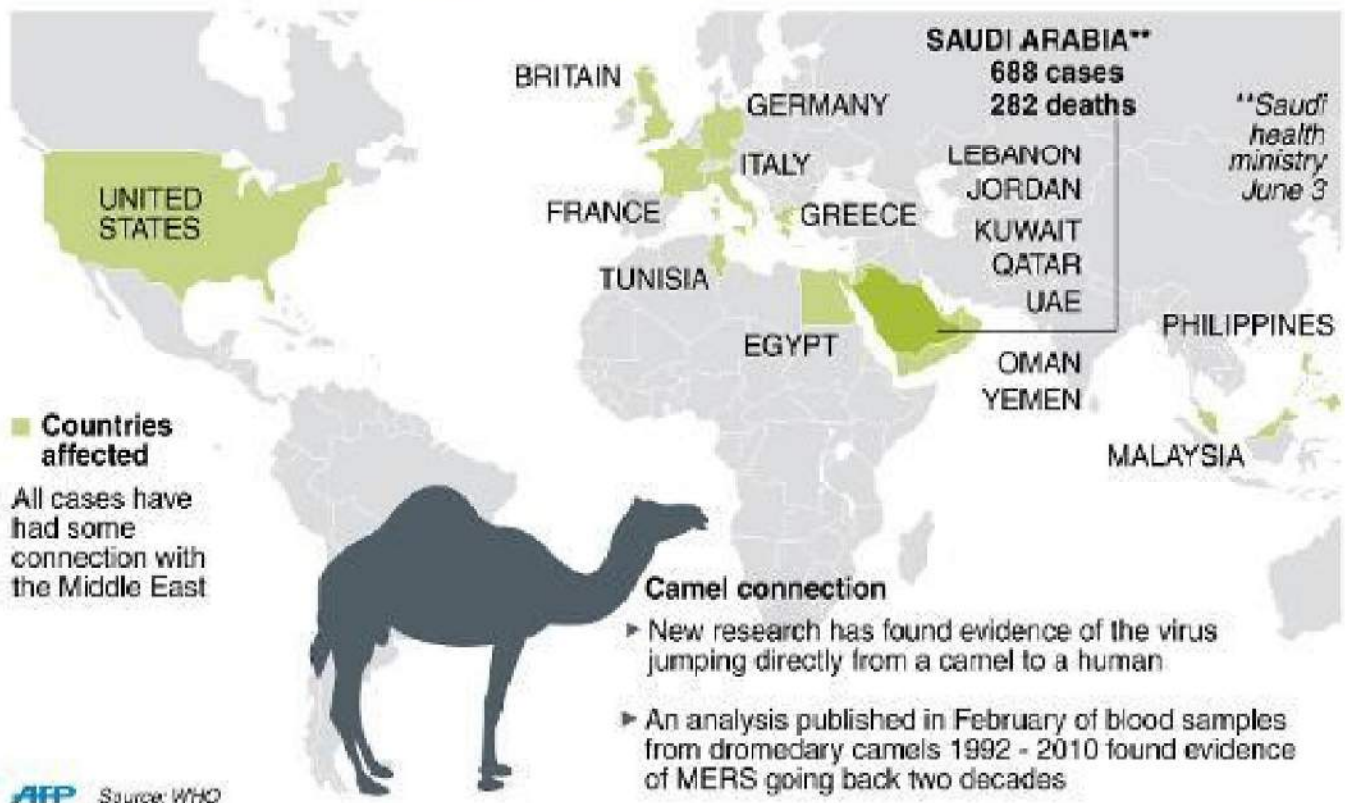 SAUDI ARABIA**
688 cases
282 deaths
**Saudi
health
ministry
June 3
BRITAIN
GERMANY
ITALY
FRANCE
GREECE
TUNISIA
EGYPT
LEBANON
JORDAN
KUWAIT
QATAR
UAE
OMAN
YEMEN
PHILIPPINES
MALAYSIA
UNITED
STATES
Countries
affected
All cases have
had some
connection with
the Middle East
Camel connection
New research has found evidence of the virus
jumping directly from a camel to a human
An analysis published in February of blood samples
from dromedary camels 1992 - 2010 found evidence
of MERS going back two decades
AFP Source: WHO